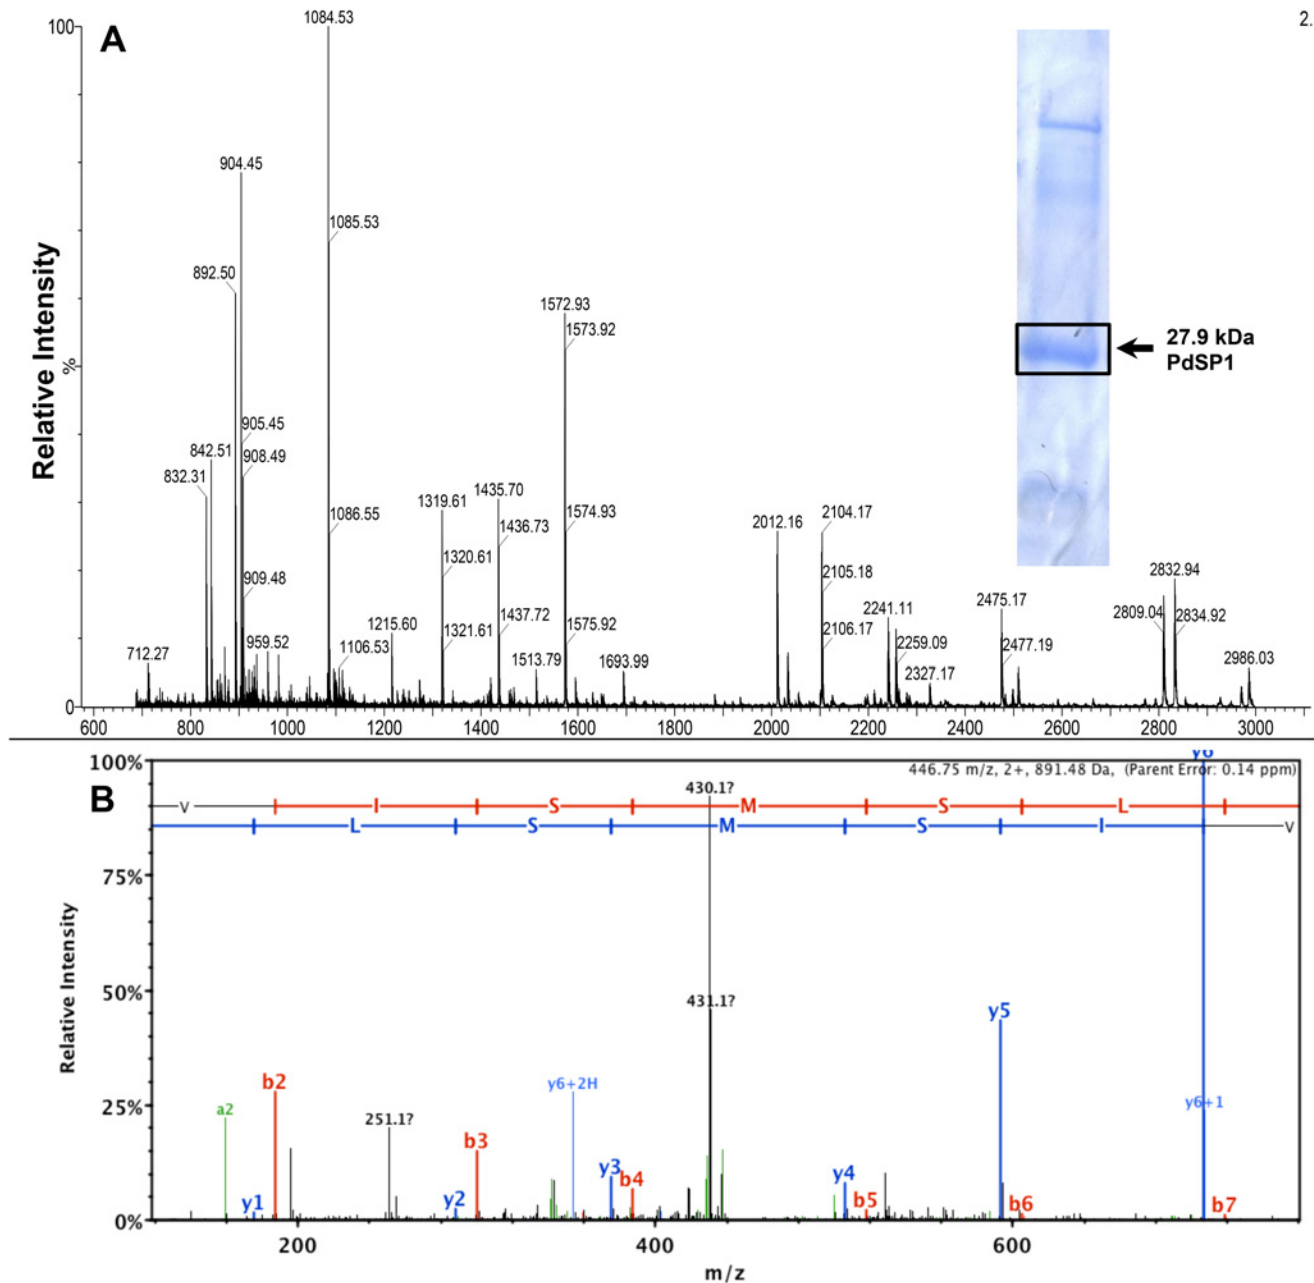 2.
100
A
1084.53
904.45
1085.53
892.50
1572.93
1573.92
27.9 kDa
PdSP1
Relative Intensity
%
905.45
842.51
908.49
832.31
1319.61
1435.70
1086.55
1436.73
1574.93
2012.16
2104.17
1320.61
2105.18
2832.94
909.48
1437.72
2241.11
2475.17
2809.04
2834.92
1215.60
1321.61
1575.92
2106.17
959.52
1106.53
2259.09
712.27
1513.79
1693.99
2327.17
2477.19
2986.03
0
600 800 1000 1200 1400 1600 1800 2000 2200 2400 2600 2800 3000
y6
100%
446.75 m/z, 2+, 891.48 Da, (Parent Error: 0.14 ppm)
B
430.1?
V I S M S L
L S M S I V
75%
Relative Intensity
50%
431.1?
y5
25%
a2
b2
251.1?
y6+2H
y6+1
b3
y3
b4
y4
y1
y2
b5
b6
b7
0%
200 400 600
m/z